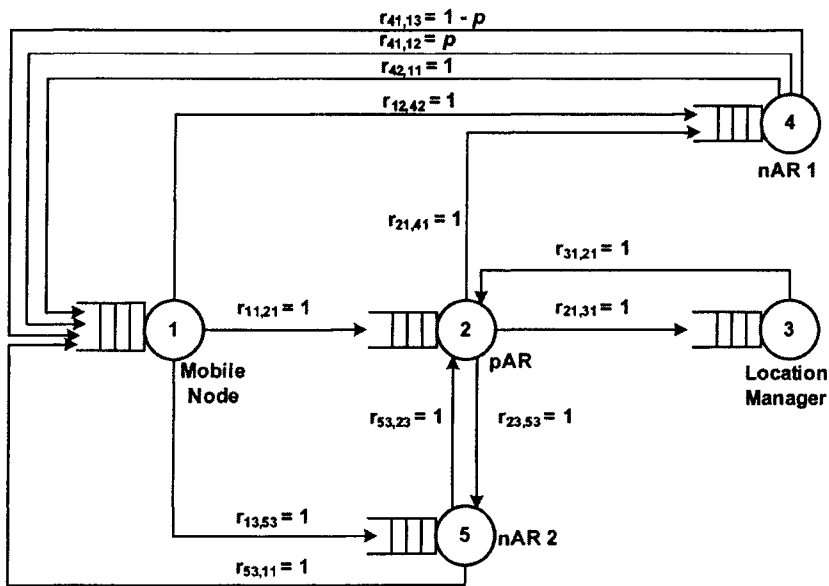 r41,13 = 1 - p
r41,12 = p
r42,11 = 1
r12,42 = 1
4
nAR 1
r21,41 = 1
r31,21 = 1
1
r11,21 = 1
2
r21,31 = 1
3
Mobile
Node
pAR
Location
Manager
r53,23 = 1
r23,53 = 1
r13,53 = 1
5
nAR 2
r53,11 = 1